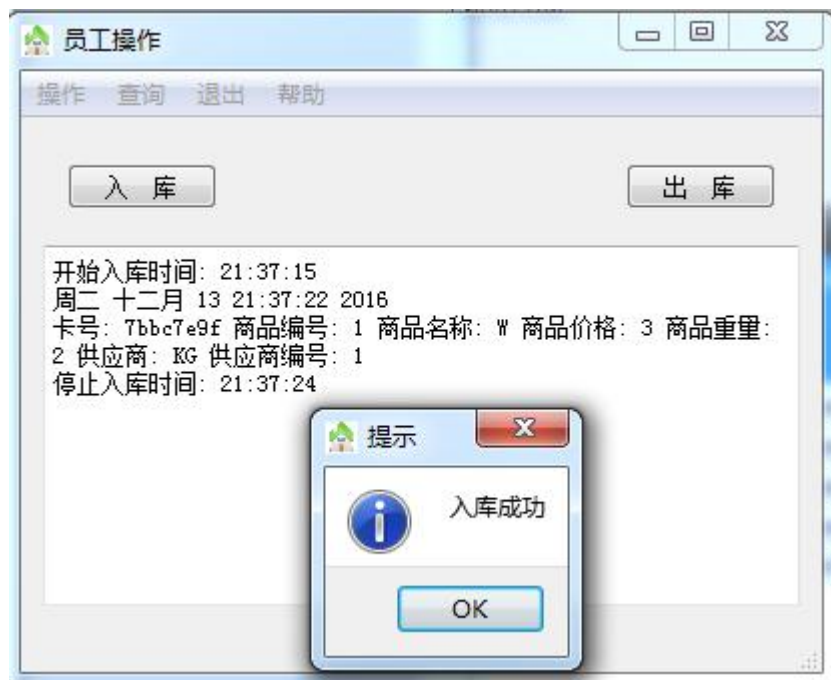 员工操作
操作 查询 退出 帮助
入 库
出 库
开始入库时间: 21:37:15
周二 十二月 13 21:37:22 2016
卡号: 7bbc7e9f 商品编号: 1 商品名称: W 商品价格: 3 商品重量:
2 供应商: KG 供应商编号: 1
停止入库时间: 21:37:24
提示
入库成功
OK